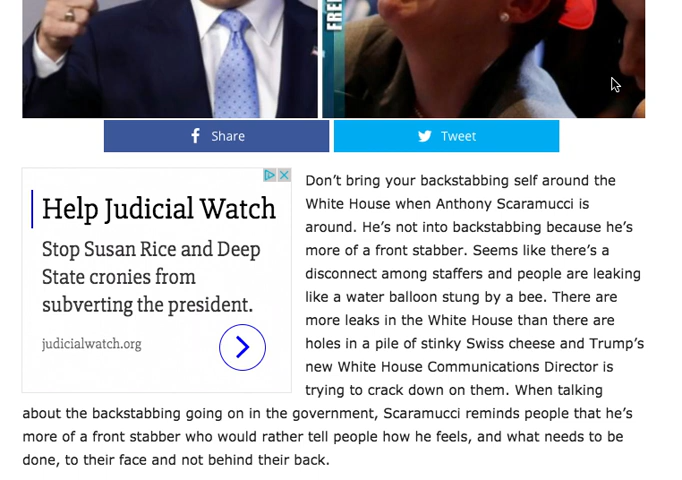 FREE
Share
Tweet
Help Judicial Watch
Stop Susan Rice and Deep
State cronies from
subverting the president.
judicialwatch.org
Don’t bring your backstabbing self around the
White House when Anthony Scaramucci is
around. He’s not into backstabbing because he’s
more of a front stabber. Seems like there’s a
disconnect among staffers and people are leaking
like a water balloon stung by a bee. There are
more leaks in the White House than there are
holes in a pile of stinky Swiss cheese and Trump’s
new White House Communications Director is
trying to crack down on them. When talking
about the backstabbing going on in the government, Scaramucci reminds people that he’s
more of a front stabber who would rather tell people how he feels, and what needs to be
done, to their face and not behind their back.